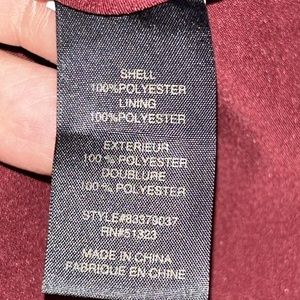 SHELL
100%POLYESTER
LINING
100%POLYESTER
EXTERIEUR
100% POLYESTER
DOUBLURE
100% POLYESTER
STYLE#83379037
RN#51323
MADE IN CHINA
FABRIQUE EN CHINE